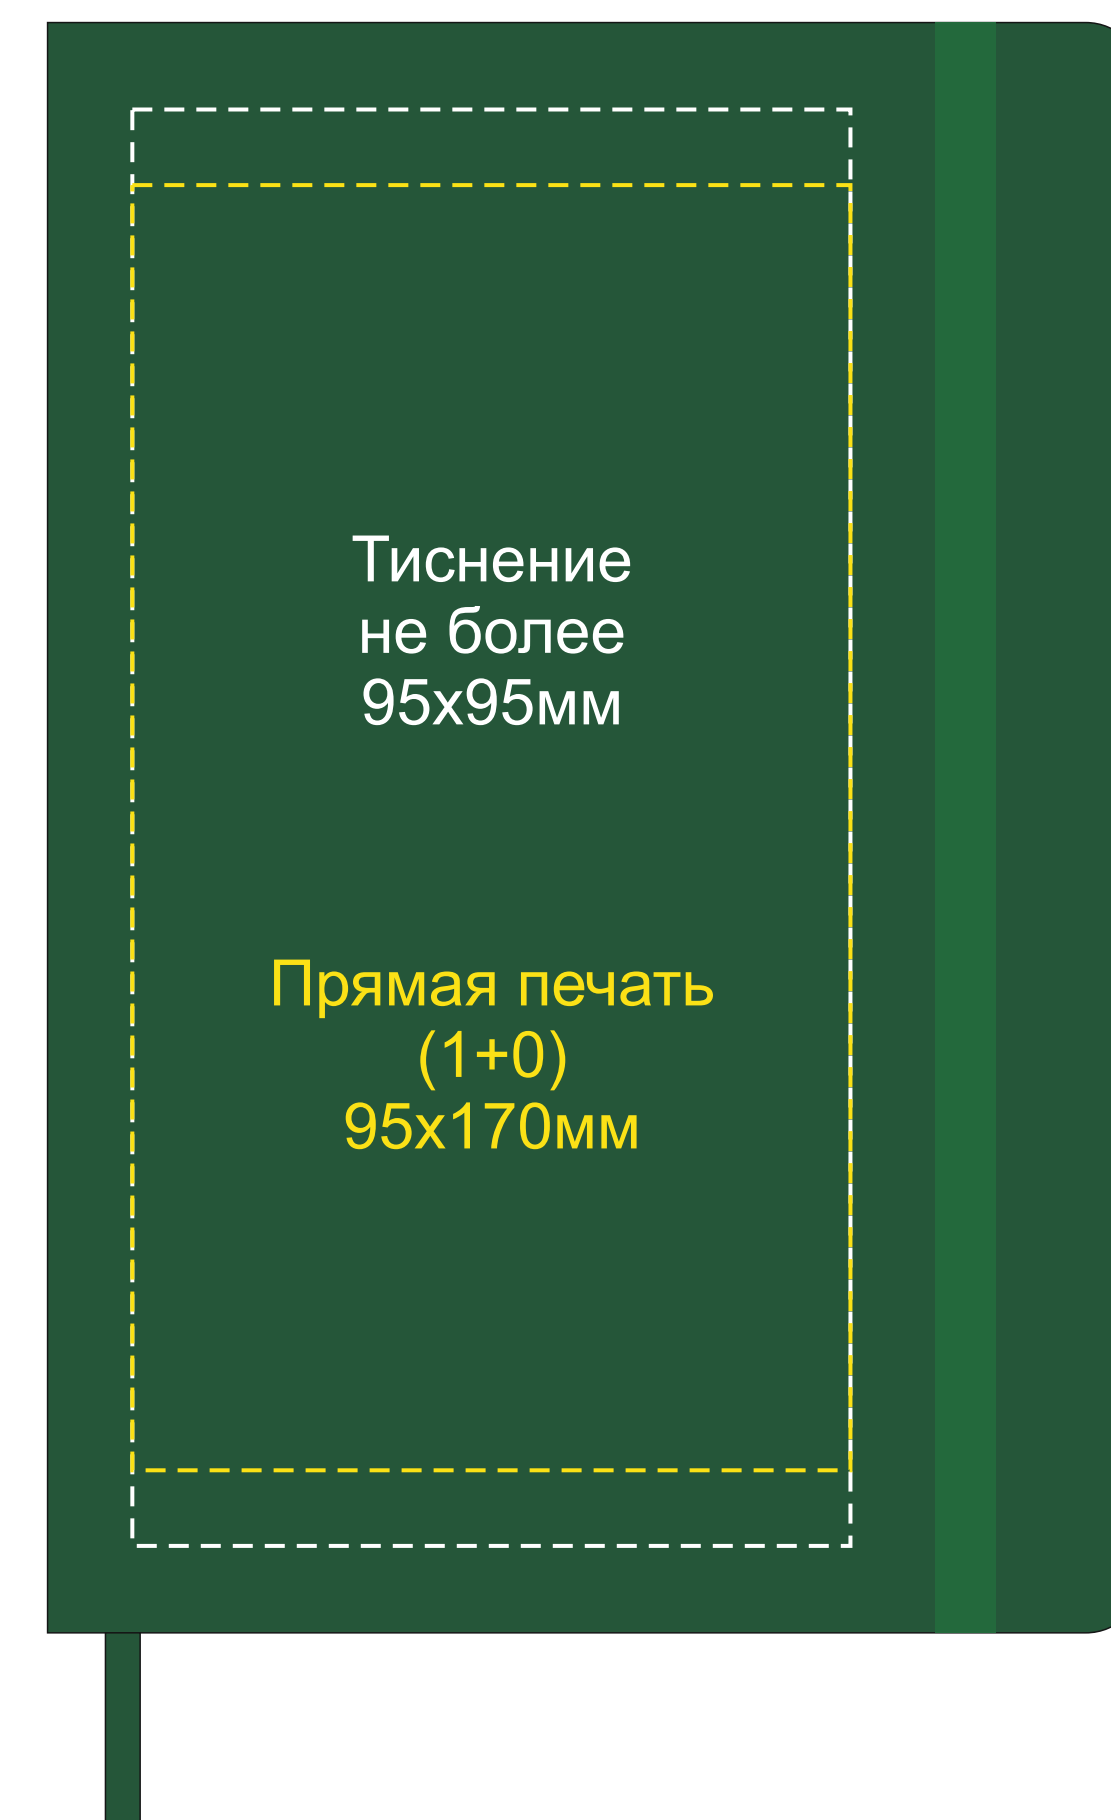 Тиснение
не более
95х95мм
Прямая печать
(1+0)
95х170мм